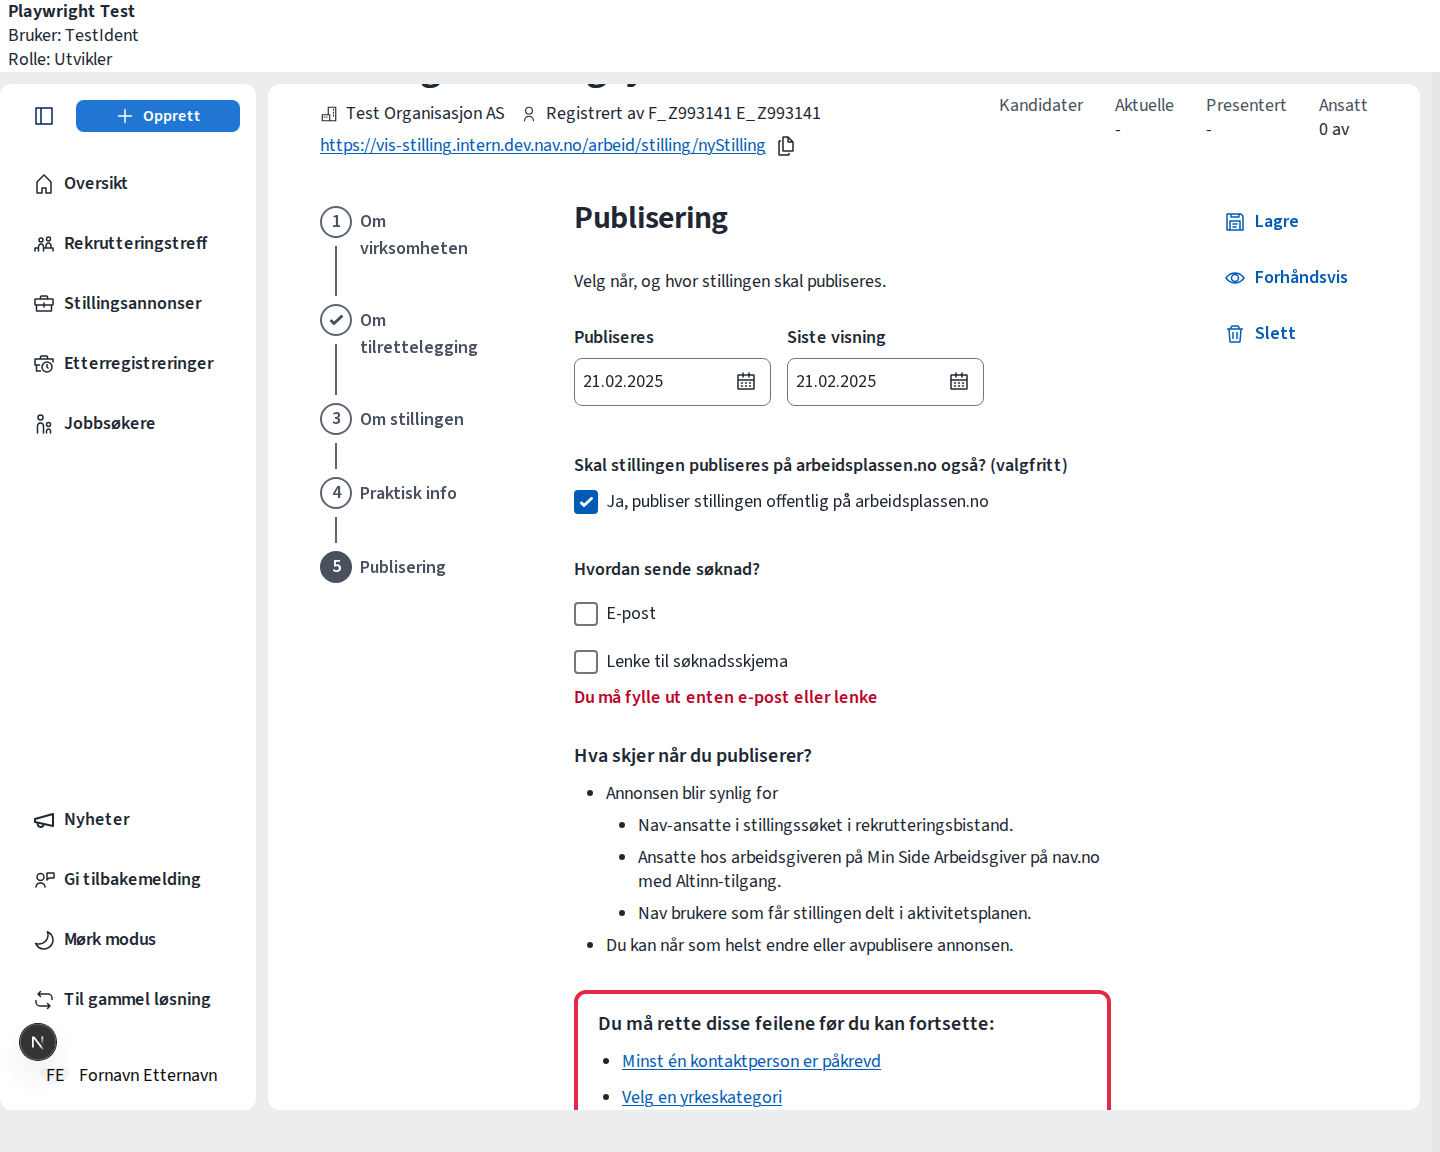 Playwright Test
Bruker: TestIdent
Rolle: Utvikler
Opprett
Oversikt
Rekrutteringstreff
Stillingsannonser
Etterregistreringer
Jobbsøkere
Nyheter
Gi tilbakemelding
Mørk modus
Til gammel løsning
N
FE Fornavn Etternavn
Test Organisasjon AS Registrert av F_Z993141 E_Z993141
https://vis-stilling.intern.dev.nav.no/arbeid/stilling/nyStilling
Kandidater Aktuelle Presentert Ansatt
- - 0 av
1 Om
virksomheten
Om
tilrettelegging
3 Om stillingen
4 Praktisk info
5 Publisering
Publisering
Velg når, og hvor stillingen skal publiseres.
Publiseres Siste visning
21.02.2025 21.02.2025
Skal stillingen publiseres på arbeidsplassen.no også? (valgfritt)
Ja, publiser stillingen offentlig på arbeidsplassen.no
Hvordan sende søknad?
E-post
Lenke til søknadsskjema
Du må fylle ut enten e-post eller lenke
Hva skjer når du publiserer?
Annonsen blir synlig for
Nav-ansatte i stillingssøket i rekrutteringsbistand.
Ansatte hos arbeidsgiveren på Min Side Arbeidsgiver på nav.no
med Altinn-tilgang.
Nav brukere som får stillingen delt i aktivitetsplanen.
Du kan når som helst endre eller avpublisere annonsen.
Du må rette disse feilene før du kan fortsette:
Minst én kontaktperson er påkrevd
Velg en yrkeskategori
Lagre
Forhåndsvis
Slett